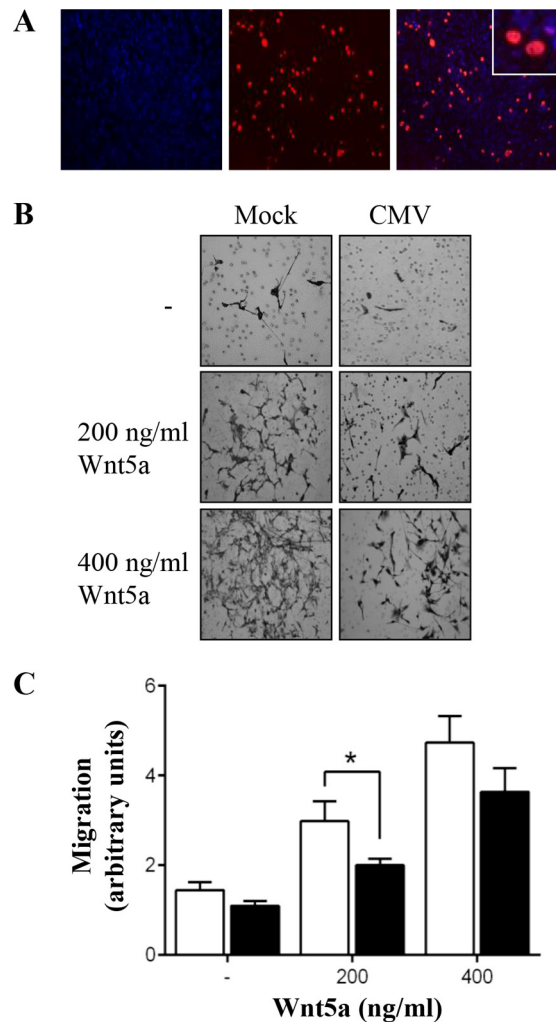 A
B
Mock CMV
-
200 ng/ml
Wnt5a
400 ng/ml
Wnt5a
C
Migration
(arbitrary units)
6
4
2
0
*
- 200 400
Wnt5a (ng/ml)